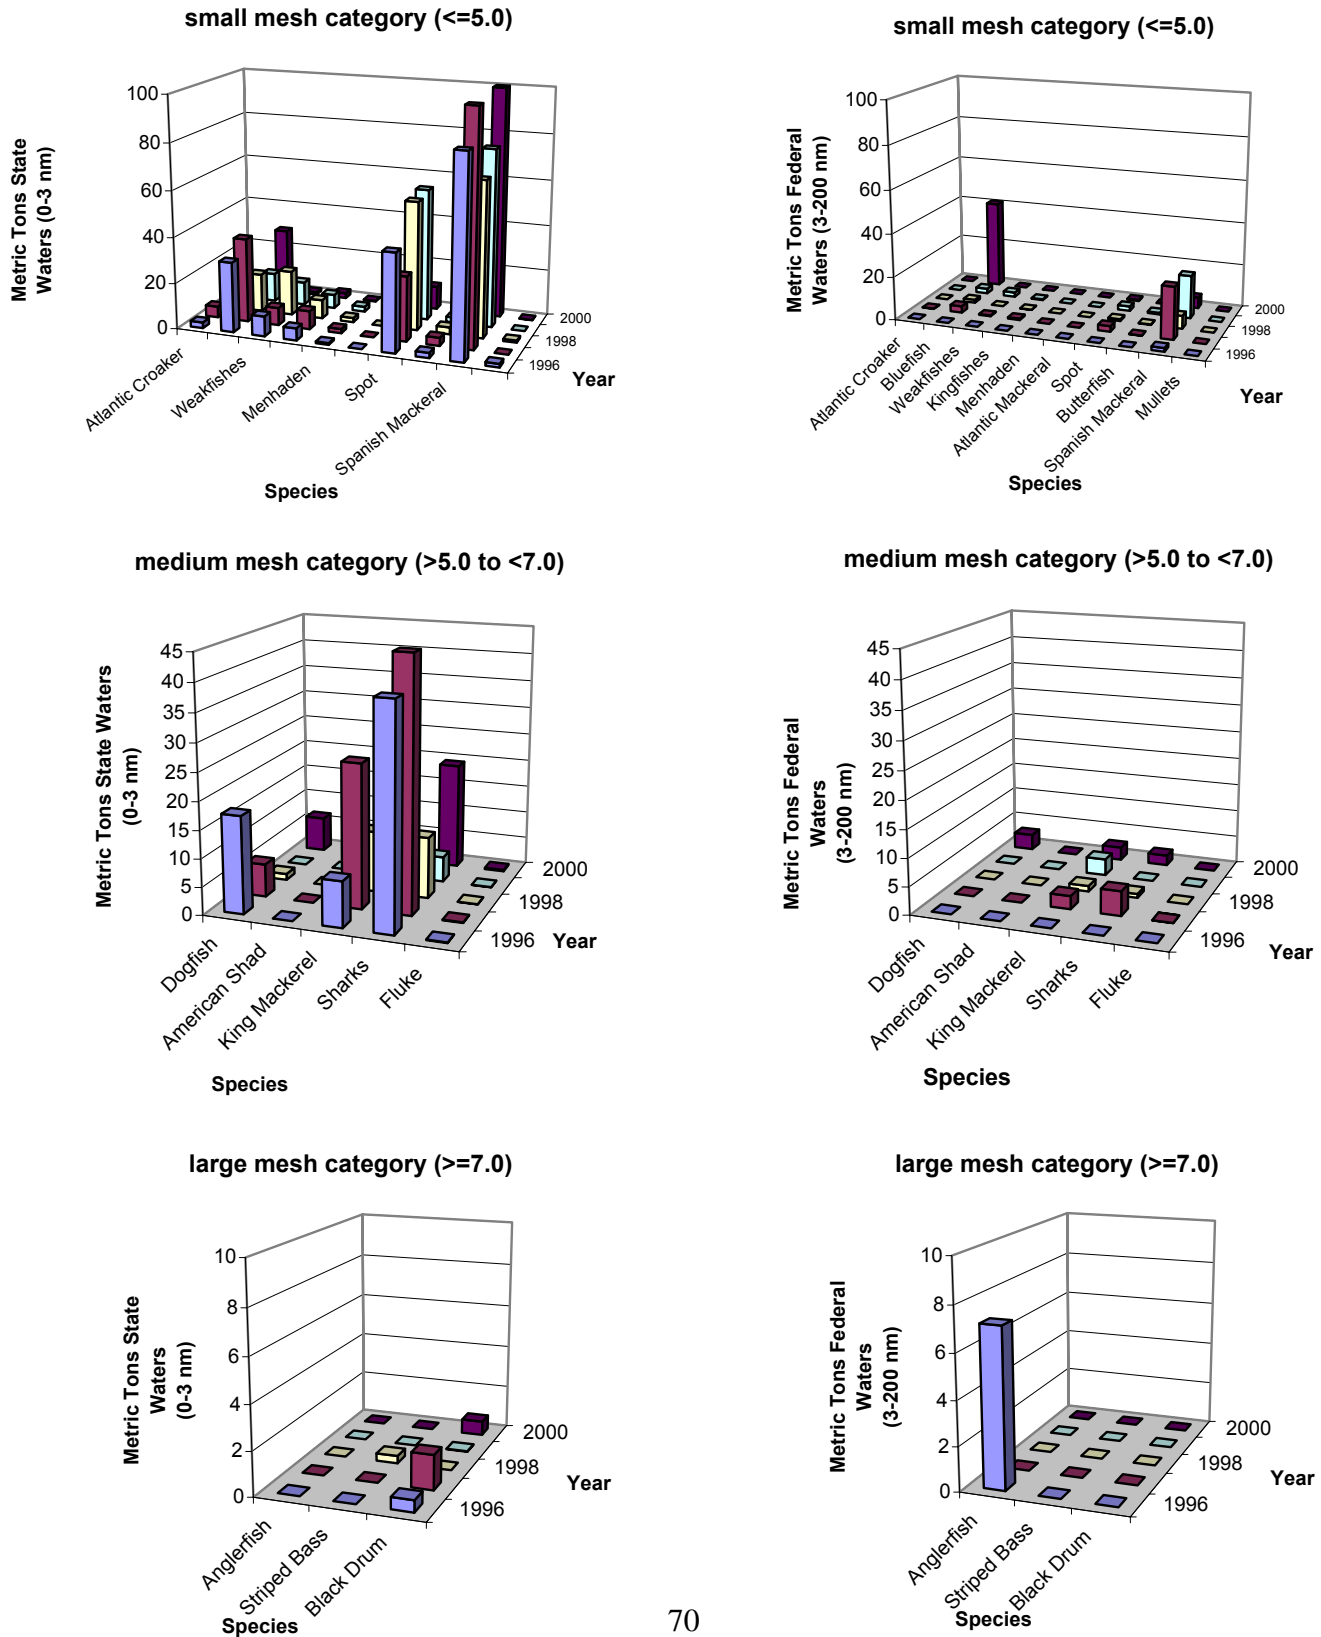 small mesh category (<=5.0)
Metric Tons State
Waters (0-3 nm)
100
80
60
40
20
0
Atlantic Croaker
Weakfishes
Menhaden
Spot
Spanish Mackeral
1996
1998
2000
Year
Species
small mesh category (<=5.0)
Metric Tons Federal
Waters (3-200 nm)
100
80
60
40
20
0
Atlantic Croaker
Bluefish
Weakfishes
Kingfishes
Menhaden
Atlantic Mackeral
Spot
Butterfish
Spanish Mackeral
Mullets
1996
1998
2000
Year
Species
medium mesh category (>5.0 to <7.0)
Metric Tons State Waters
(0-3 nm)
45
40
35
30
25
20
15
10
5
0
Dogfish
American Shad
King Mackerel
Sharks
Fluke
1996
1998
2000
Year
Species
medium mesh category (>5.0 to <7.0)
Metric Tons Federal
Waters
(3-200 nm)
45
40
35
30
25
20
15
10
5
0
Dogfish
American Shad
King Mackerel
Sharks
Fluke
1996
1998
2000
Year
Species
large mesh category (>=7.0)
Metric Tons State
Waters
(0-3 nm)
10
8
6
4
2
0
Anglerfish
Striped Bass
Black Drum
1996
1998
2000
Year
Species
large mesh category (>=7.0)
Metric Tons Federal
Waters
(3-200 nm)
10
8
6
4
2
0
Anglerfish
Striped Bass
Black Drum
1996
1998
2000
Year
Species
70